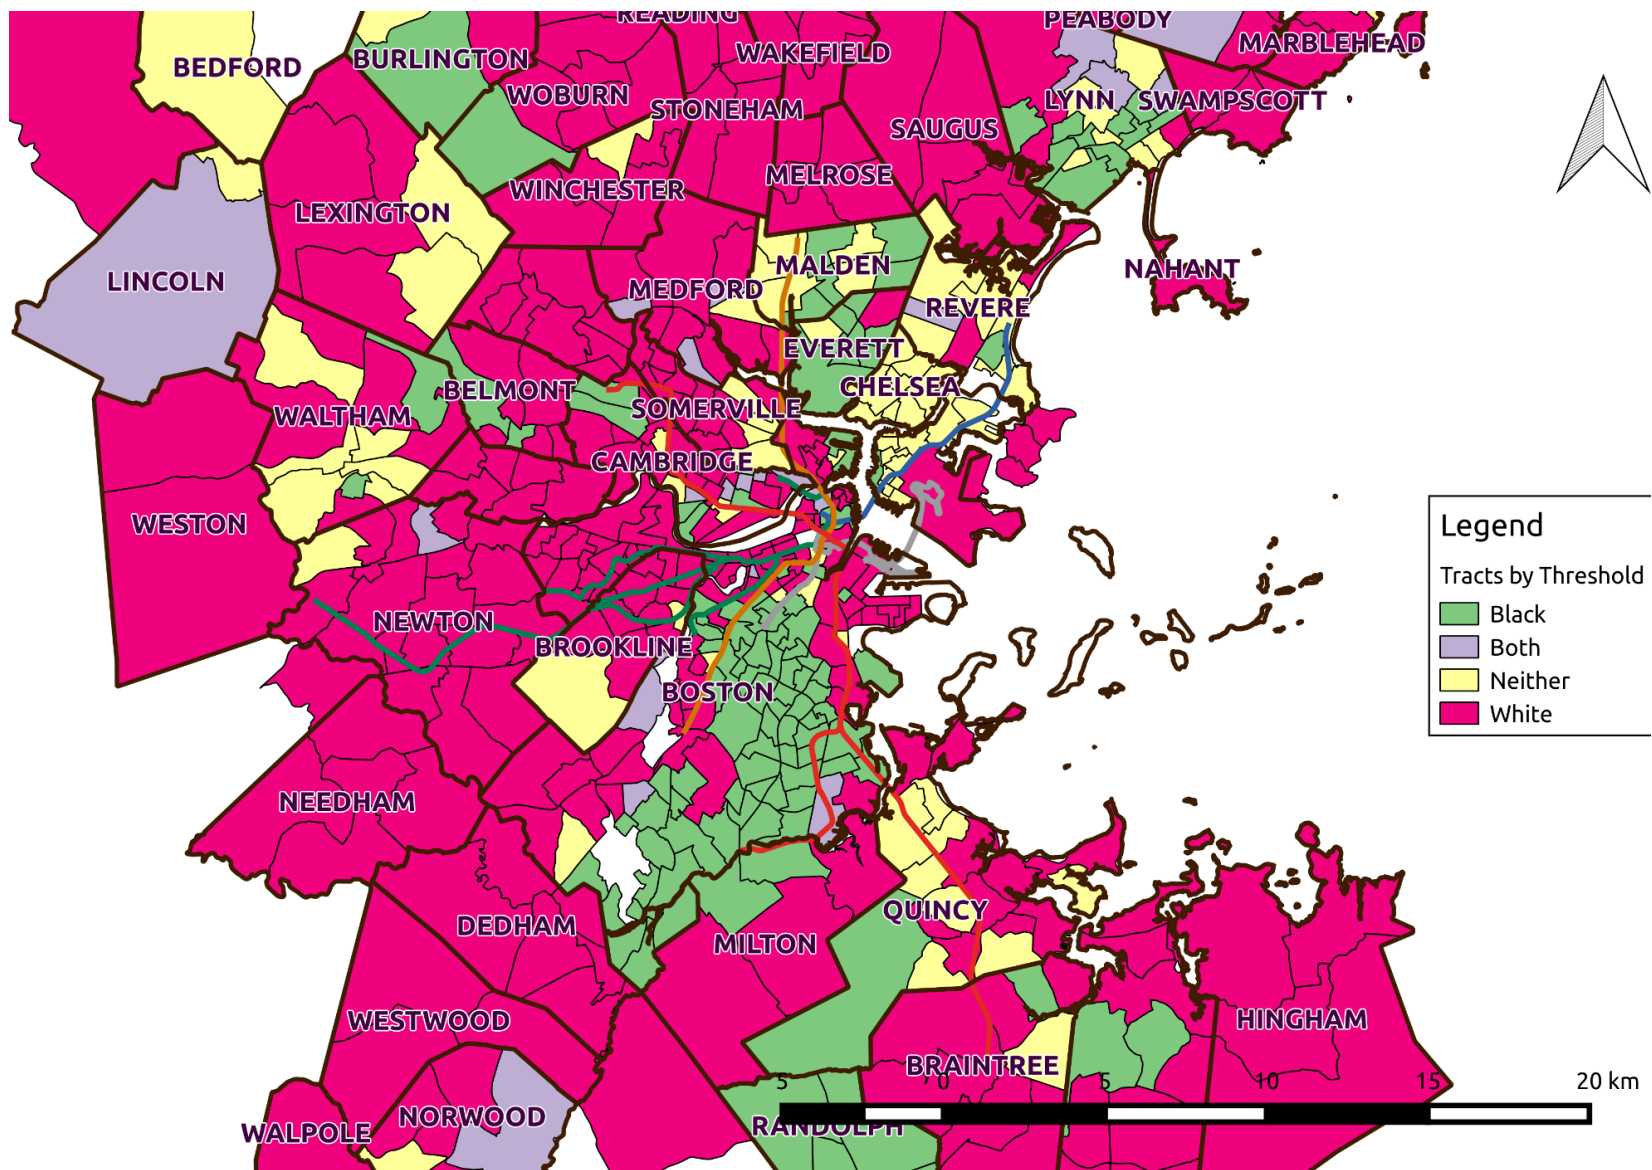 READING
PEABODY
MARBLEHEAD
WAKEFIELD
BURLINGTON
BEDFORD
WOBURN
STONEHAM
LYNN
SWAMPSCOTT
SAUGUS
MELROSE
WINCHESTER
LEXINGTON
MALDEN
NAHANT
LINCOLN
MEDFORD
REVERE
EVERETT
CHELSEA
BELMONT
SOMERVILLE
WALTHAM
CAMBRIDGE
WESTON
NEWTON
BROOKLINE
BOSTON
NEEDHAM
QUINCY
DEDHAM
MILTON
WESTWOOD
HINGHAM
BRAINTREE
NORWOOD
WALPOLE
RANDOLPH
Legend
Tracts by Threshold
Black
Both
Neither
White
5 0 5 10 15 20 km